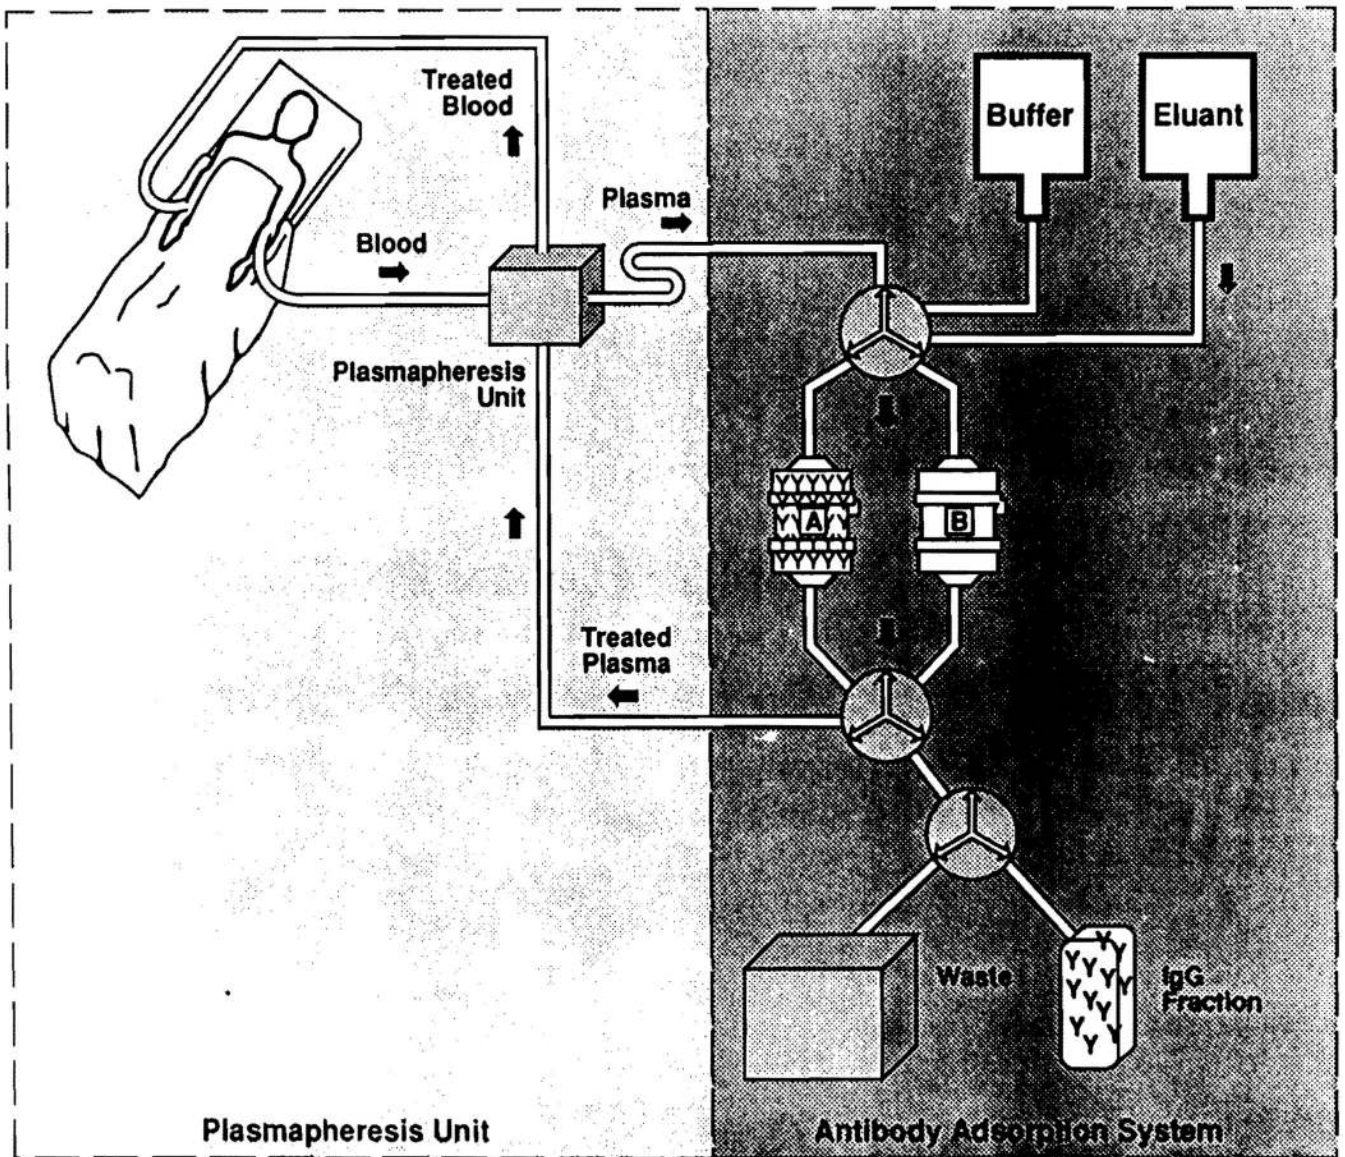 Treated
Blood
Buffer
Eluant
Plasma
Blood
Plasmapheresis
Unit
A
B
Treated
Plasma
Waste
IgG
Fraction
Plasmapheresis Unit
Antibody Adsorption System